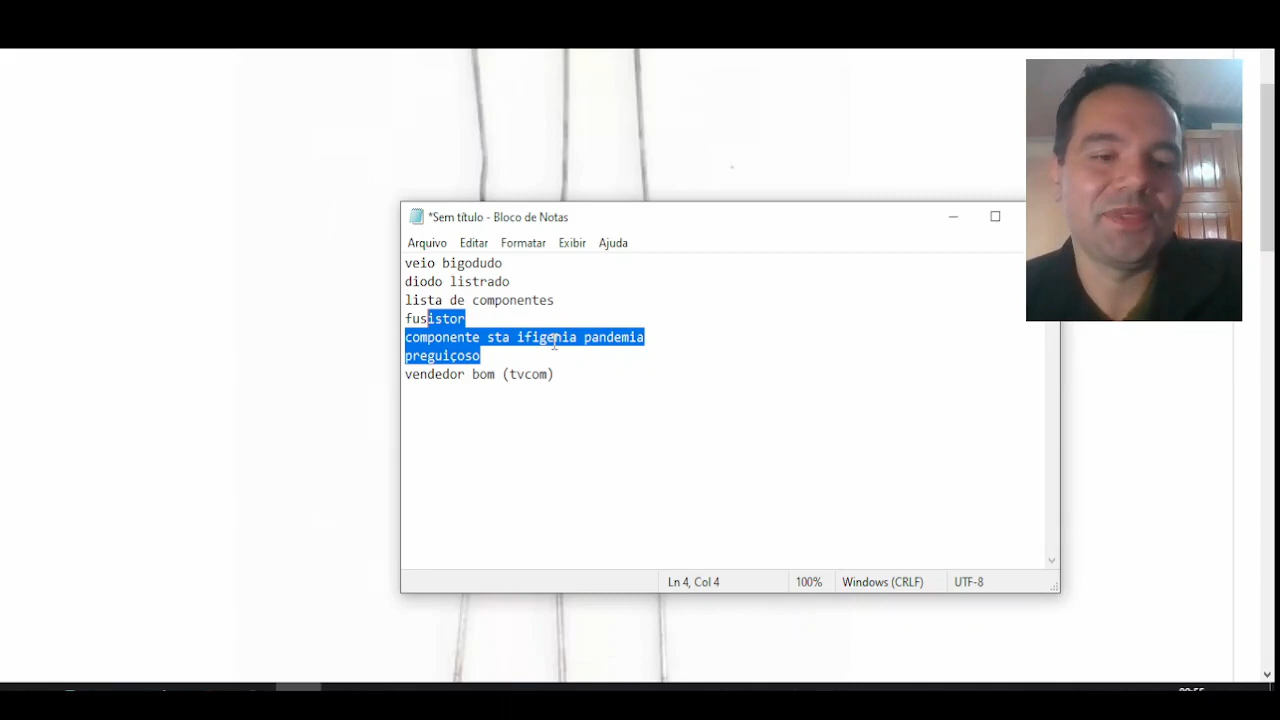 *Sem título - Bloco de Notas
Arquivo Editar Formatar Exibir Ajuda
veio bigodudo
diodo listrado
lista de componentes
fusistor
componente sta ifigenia pandemia
preguiçoso
vendedor bom (tvcom)
Ln 4, Col 4 100% Windows (CRLF) UTF-8